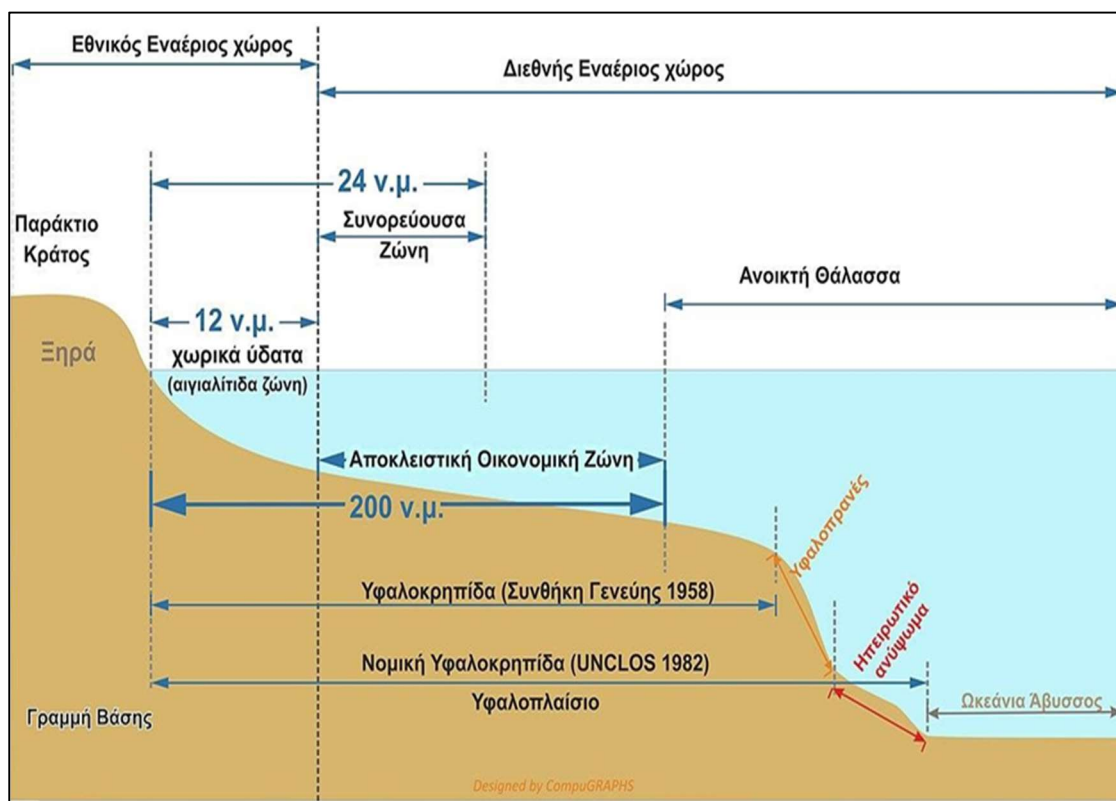 Εθνικός Εναέριος χώρος
Διεθνής Εναέριος χώρος
24 ν.μ.
Συνορεύουσα
Ζώνη
Παράκτιο
Κράτος
Ανοικτή Θάλασσα
12 ν.μ.
Ξηρά
χωρικά ύδατα
(αιγιαλίτιδα ζώνη)
Αποκλειστική Οικονομική Ζώνη
200 ν.μ.
Υφαλοπρανές
Υφαλοκρηπίδα (Συνθήκη Γενεύης 1958)
Ηπειρωτικό
ανύψωμα
Νομική Υφαλοκρηπίδα (UNCLOS 1982)
Υφαλοπλαίσιο
Γραμμή Βάσης
Ωκεάνια Άβυσσος
Designed by CompuGRAPHS